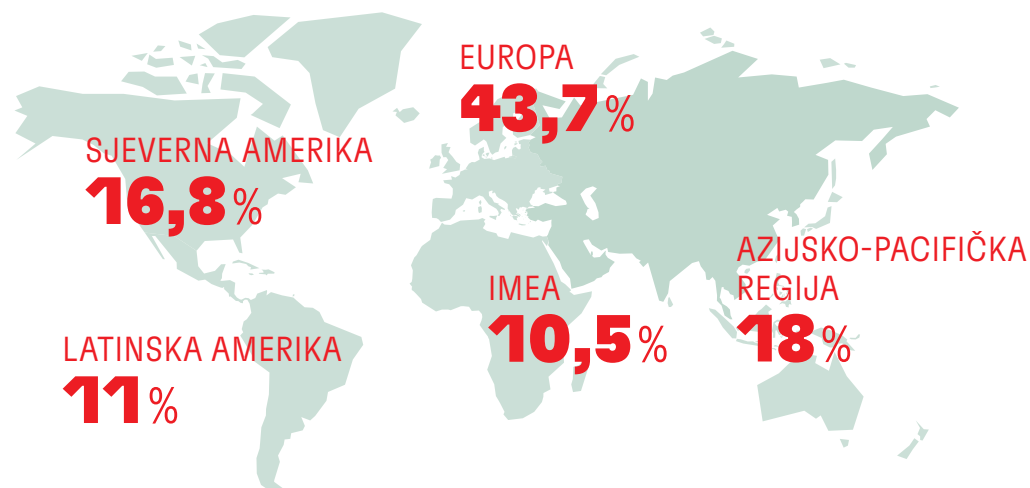 EUROPA
43,7%
SJEVERNA AMERIKA
16,8%
AZIJSKO-PACIFIČKA
REGIJA
18%
IMEA
10,5%
LATINSKA AMERIKA
11%